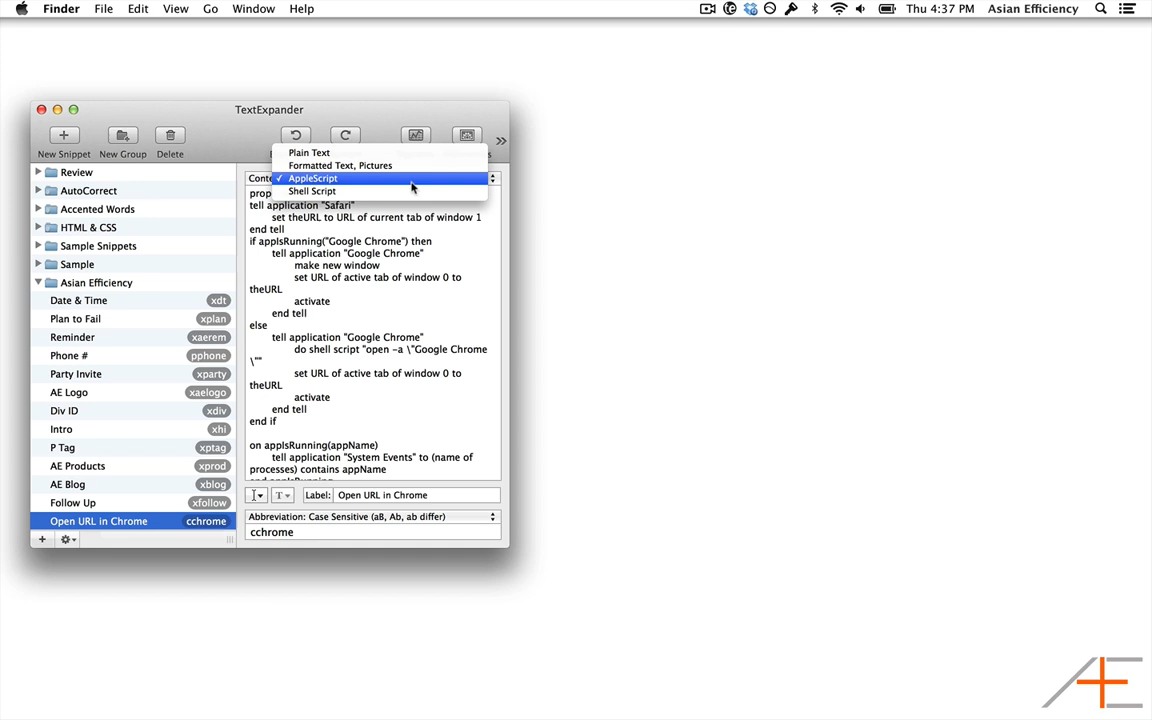 Finder File Edit View Go Window Help Thu 4:37 PM Asian Efficiency
TextExpander
New Snippet New Group Delete
Plain Text
Formatted Text, Pictures
✓ AppleScript
Shell Script
Review
AutoCorrect
Accented Words
HTML & CSS
Sample Snippets
Sample
Asian Efficiency
Date & Time xdt
Plan to Fail xplan
Reminder xaerem
Phone # pphone
Party Invite xparty
AE Logo xaelogo
Div ID xdiv
Intro xhi
P Tag xptag
AE Products xprod
AE Blog xblog
Follow Up xfollow
Open URL in Chrome cchrome
Conte
prop
tell application "Safari"
set theURL to URL of current tab of window 1
end tell
if appIsRunning("Google Chrome") then
tell application "Google Chrome"
make new window
set URL of active tab of window 0 to
theURL
activate
end tell
else
tell application "Google Chrome"
do shell script "open -a \"Google Chrome
\""
set URL of active tab of window 0 to
theURL
activate
end tell
end if
on appIsRunning(appName)
tell application "System Events" to (name of
processes) contains appName
Label: Open URL in Chrome
Abbreviation: Case Sensitive (aB, Ab, ab differ)
cchrome
AE